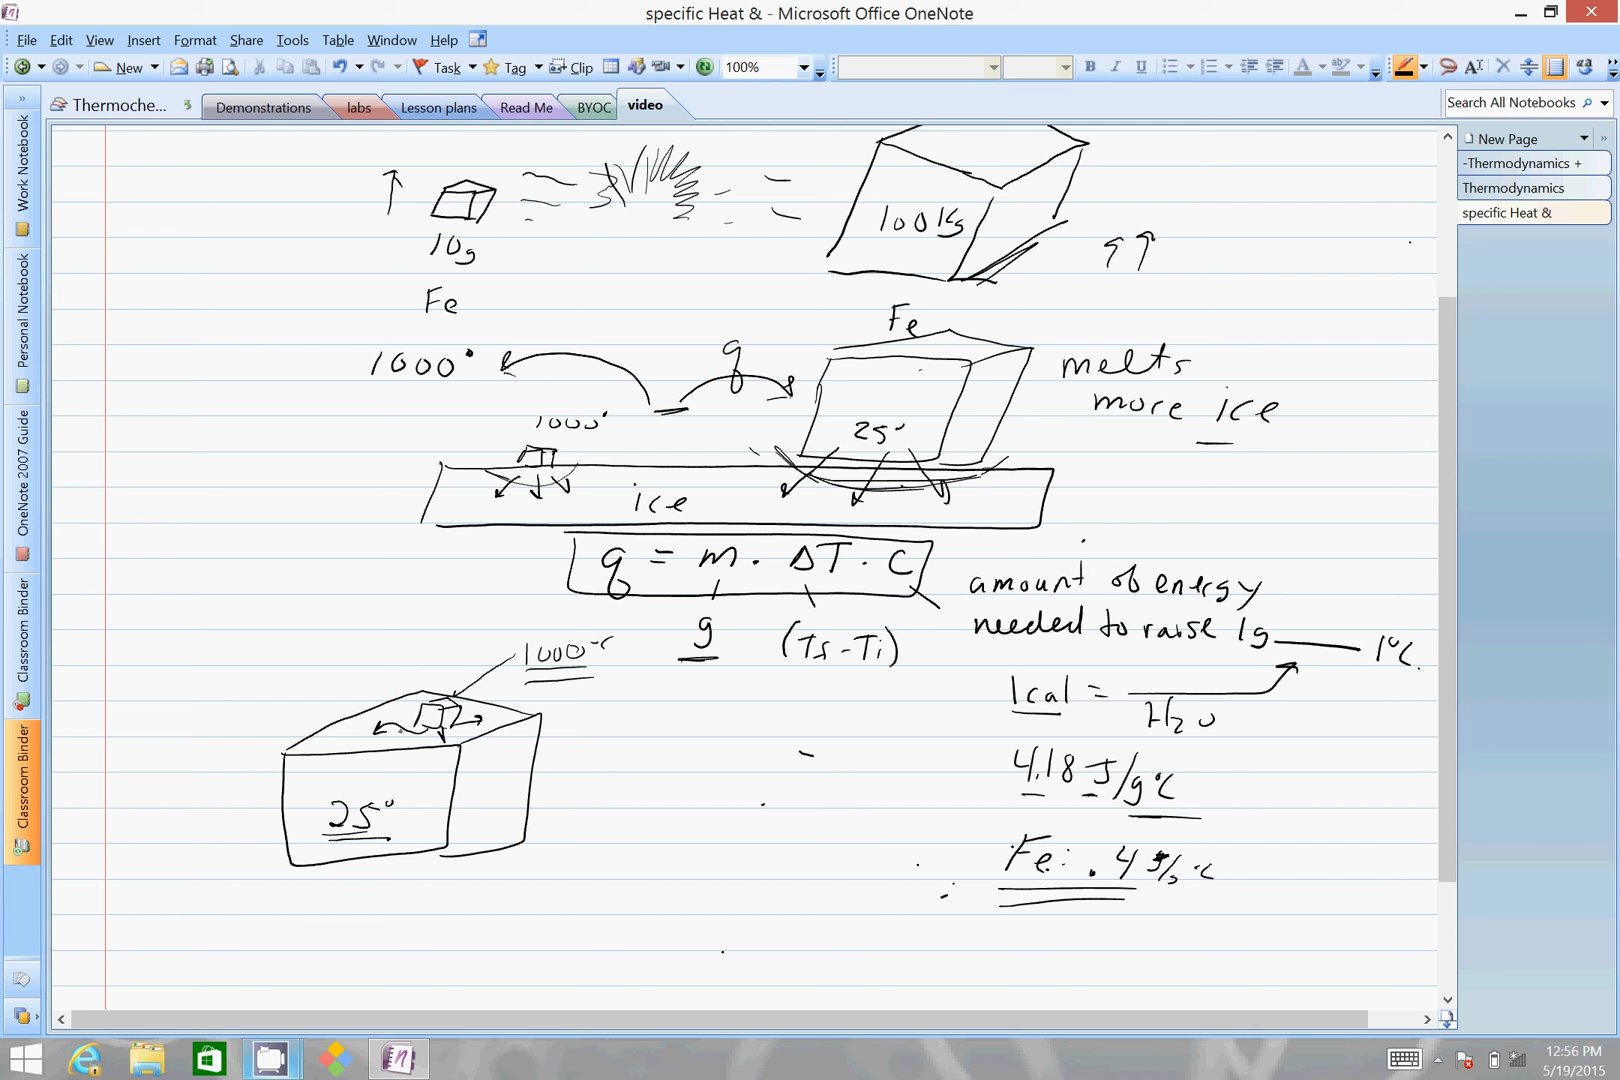 specific Heat & - Microsoft Office OneNote
File Edit View Insert Format Share Tools Table Window Help
New Task Tag Clip 100% B I U
Thermoche... Demonstrations labs Lesson plans Read Me BYOC video
Search All Notebooks
New Page
-Thermodynamics +
Thermodynamics
specific Heat &
Work Notebook
Personal Notebook
OneNote 2007 Guide
Classroom Binder
Classroom Binder
10g
Fe
100Kg
Fe
1000°
q
melts
more ice
1000°
25°
ice
q = m · ΔT · C
g
(Tf - Ti)
amount of energy
needed to raise 1g
1°C.
1cal =
H2O
4.18 J/g°C
Fe: .4 J/g°C
1000°C
25°
12:56 PM
5/19/2015